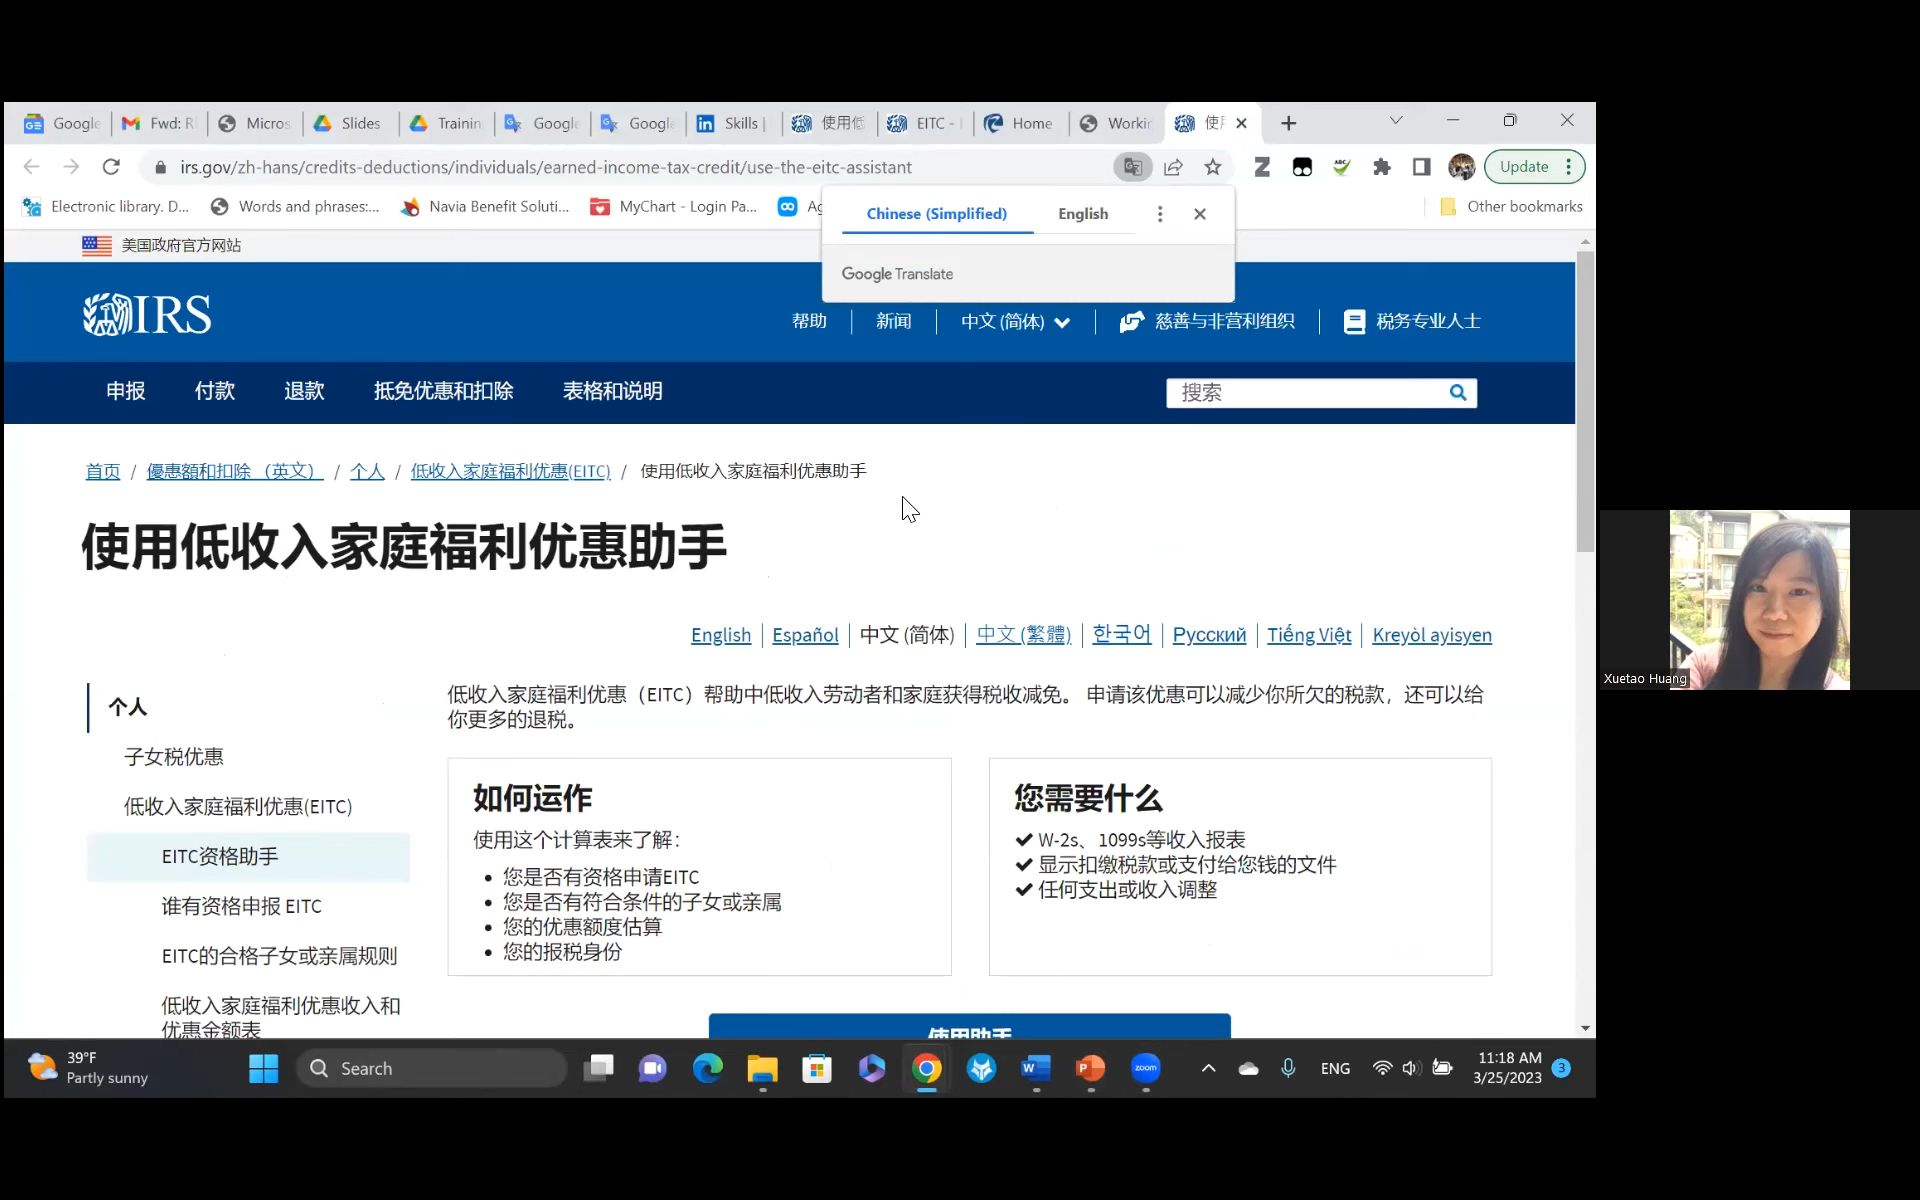 Google
Fwd: R
Micros
Slides
Trainin
Google
Google
Skills |
使用低
EITC -
Home
Workin
使用
irs.gov/zh-hans/credits-deductions/individuals/earned-income-tax-credit/use-the-eitc-assistant
Update
Electronic library. D...
Words and phrases:...
Navia Benefit Soluti...
MyChart - Login Pa...
Ag
Other bookmarks
Chinese (Simplified)
English
Google Translate
美国政府官方网站
IRS
帮助
新闻
中文 (简体)
慈善与非营利组织
税务专业人士
申报
付款
退款
抵免优惠和扣除
表格和说明
搜索
首页 / 優惠額和扣除 （英文） / 个人 / 低收入家庭福利优惠(EITC) / 使用低收入家庭福利优惠助手
使用低收入家庭福利优惠助手
English | Español | 中文 (简体) | 中文 (繁體) | 한국어 | Русский | Tiếng Việt | Kreyòl ayisyen
个人
子女税优惠
低收入家庭福利优惠(EITC)
EITC资格助手
谁有资格申报 EITC
EITC的合格子女或亲属规则
低收入家庭福利优惠收入和
优惠金额表
低收入家庭福利优惠（EITC）帮助中低收入劳动者和家庭获得税收减免。 申请该优惠可以减少你所欠的税款，还可以给
你更多的退税。
如何运作
使用这个计算表来了解：
您是否有资格申请EITC
您是否有符合条件的子女或亲属
您的优惠额度估算
您的报税身份
您需要什么
W-2s、1099s等收入报表
显示扣缴税款或支付给您钱的文件
任何支出或收入调整
使用助手
Xuetao Huang
39°F
Partly sunny
Search
zoom
ENG
11:18 AM
3/25/2023
3